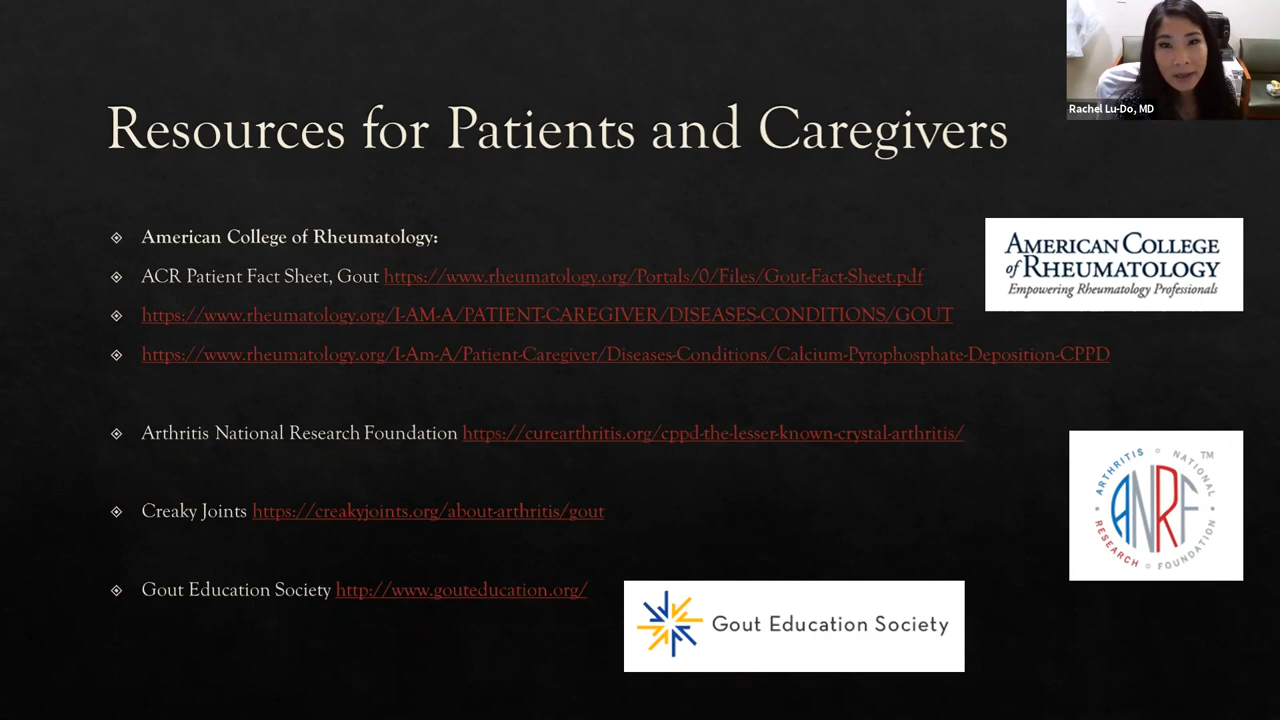 Rachel Lu-Do, MD
Resources for Patients and Caregivers
American College of Rheumatology:
ACR Patient Fact Sheet, Gout https://www.rheumatology.org/Portals/0/Files/Gout-Fact-Sheet.pdf
https://www.rheumatology.org/I-AM-A/PATIENT-CAREGIVER/DISEASES-CONDITIONS/GOUT
https://www.rheumatology.org/I-Am-A/Patient-Caregiver/Diseases-Conditions/Calcium-Pyrophosphate-Deposition-CPPD
AMERICAN COLLEGE
of RHEUMATOLOGY
Empowering Rheumatology Professionals
Arthritis National Research Foundation https://curearthritis.org/cppd-the-lesser-known-crystal-arthritis/
ARTHRITIS NATIONAL TM
ANRF
RESEARCH FOUNDATION
Creaky Joints https://creakyjoints.org/about-arthritis/gout
Gout Education Society http://www.gouteducation.org/
Gout Education Society